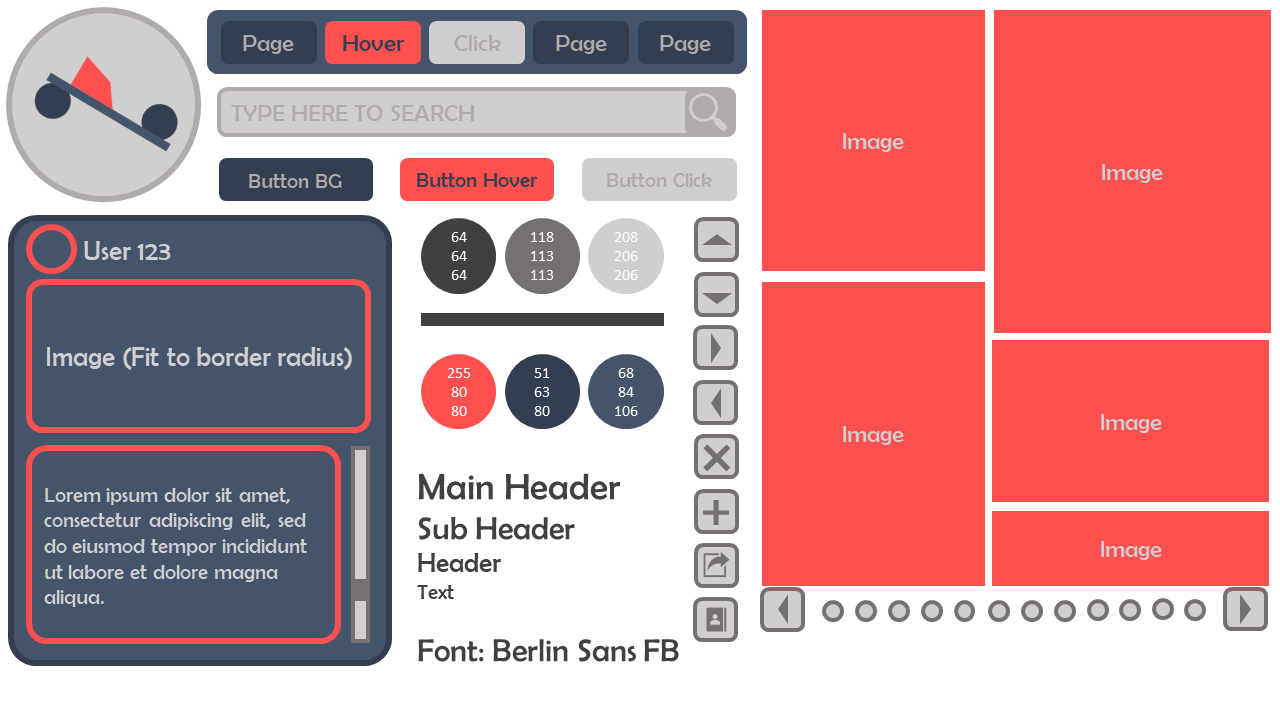 Page
Hover
Click
Page
Page
TYPE HERE TO SEARCH
Button BG
Button Hover
Button Click
User 123
Image (Fit to border radius)
Lorem ipsum dolor sit amet,
consectetur adipiscing elit, sed
do eiusmod tempor incididunt
ut labore et dolore magna
aliqua.
64
64
64
118
113
113
208
206
206
255
80
80
51
63
80
68
84
106
Main Header
Sub Header
Header
Text
Font: Berlin Sans FB
Image
Image
Image
Image
Image